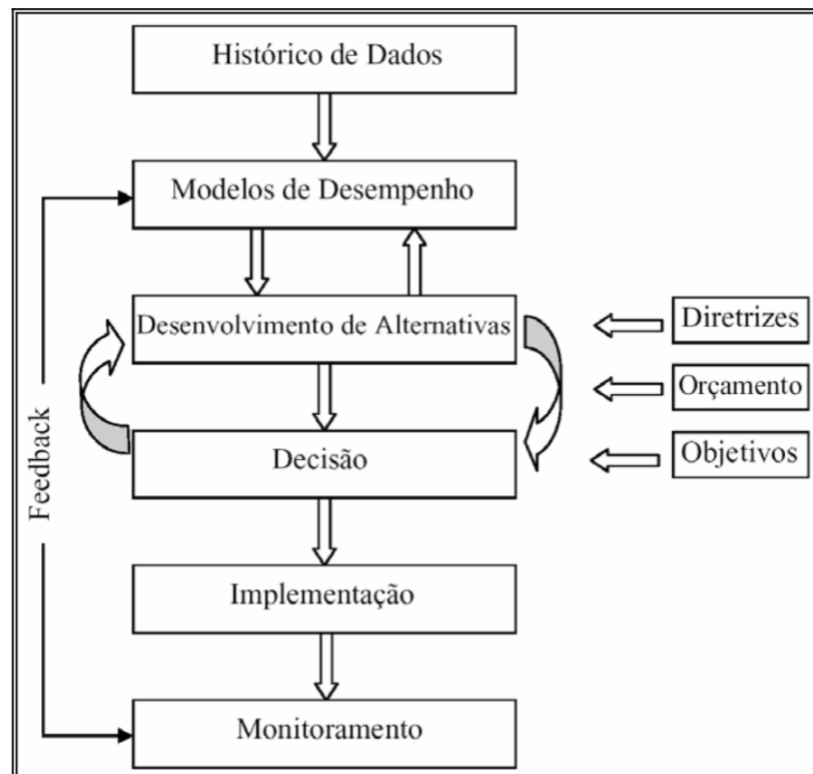 Histórico de Dados
Modelos de Desempenho
Desenvolvimento de Alternativas
Diretrizes
Orçamento
Decisão
Objetivos
Feedback
Implementação
Monitoramento